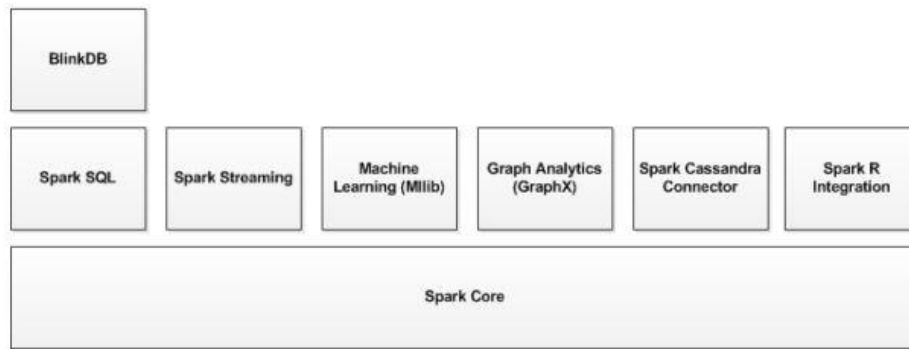 BlinkDB
Spark SQL
Spark Streaming
Machine
Learning (Mllib)
Graph Analytics
(GraphX)
Spark Cassandra
Connector
Spark R
Integration
Spark Core